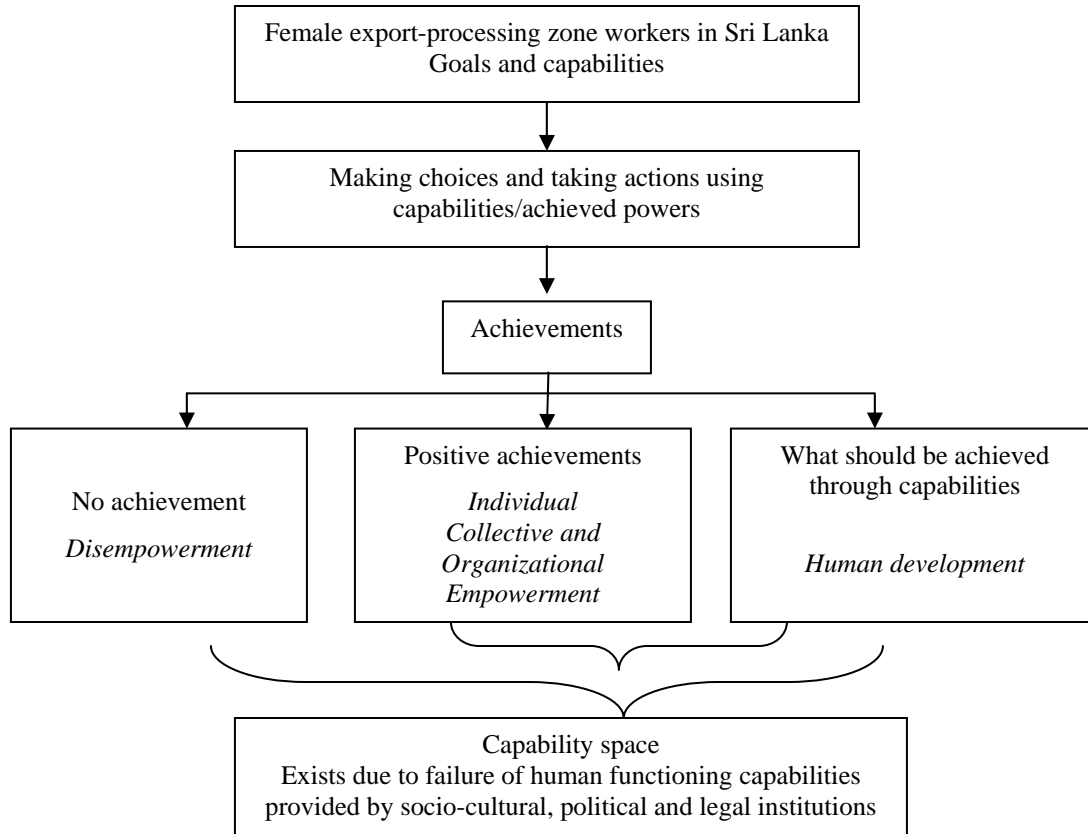 Female export-processing zone workers in Sri Lanka
Goals and capabilities
Making choices and taking actions using
capabilities/achieved powers
Achievements
No achievement
Disempowerment
Positive achievements
Individual
Collective and
Organizational
Empowerment
What should be achieved
through capabilities
Human development
Capability space
Exists due to failure of human functioning capabilities
provided by socio-cultural, political and legal institutions